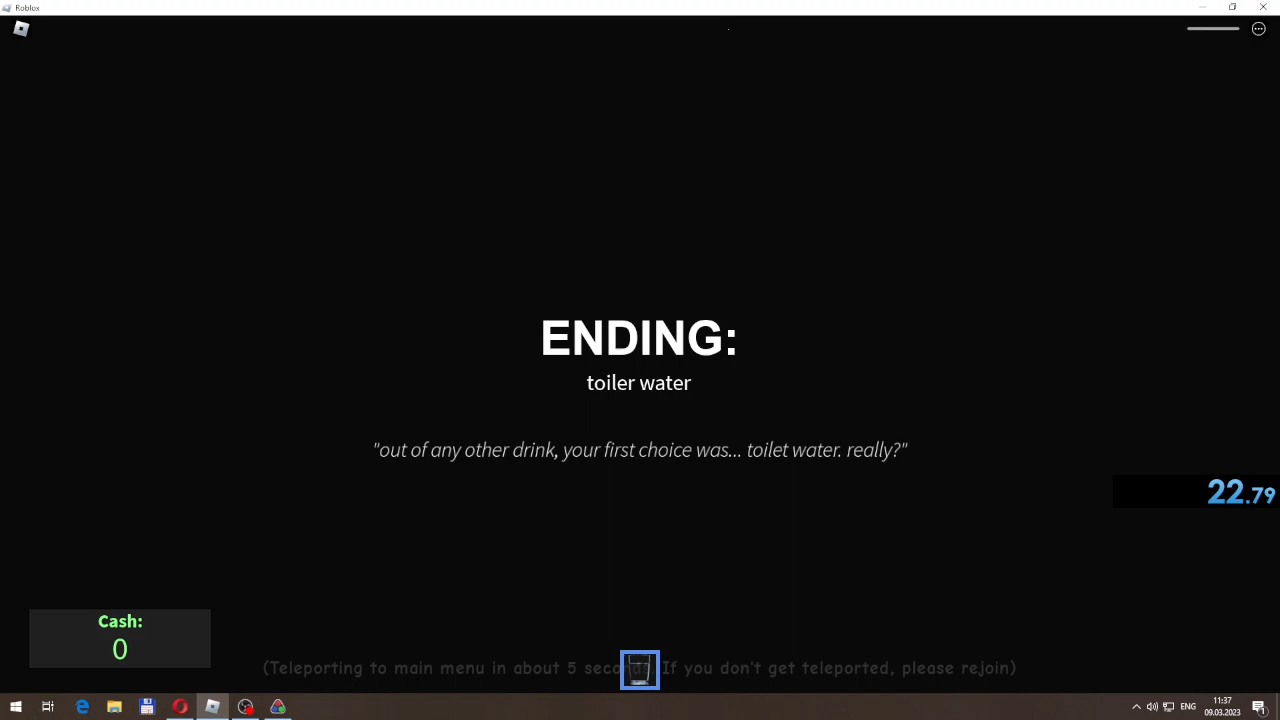 Roblox
ENDING:
toiler water
"out of any other drink, your first choice was... toilet water. really?"
22.79
Cash:
0
(Teleporting to main menu in about 5 seconds. If you don't get teleported, please rejoin)
ENG
11:37
09.03.2023
1